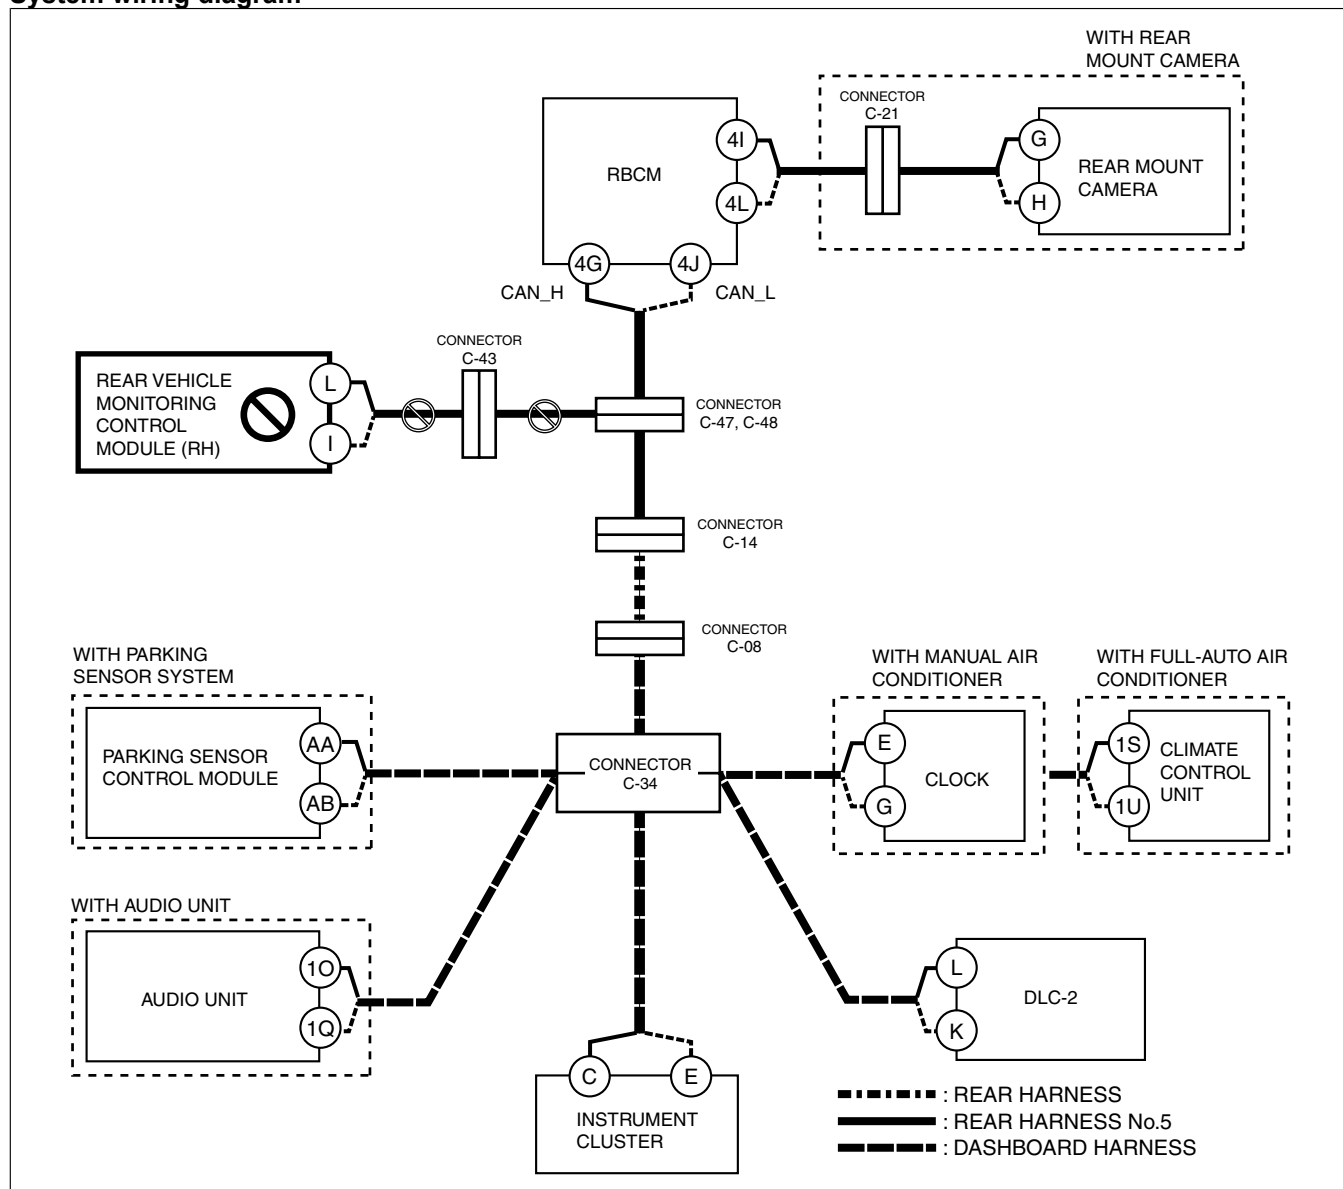 System wiring diagram
WITH REAR
MOUNT CAMERA
CONNECTOR
C-21
RBCM
4I
4L
G
H
REAR MOUNT
CAMERA
4G
4J
CAN_H
CAN_L
CONNECTOR
C-43
REAR VEHICLE
MONITORING
CONTROL
MODULE (RH)
L
I
CONNECTOR
C-47, C-48
CONNECTOR
C-14
CONNECTOR
C-08
WITH PARKING
SENSOR SYSTEM
PARKING SENSOR
CONTROL MODULE
AA
AB
CONNECTOR
C-34
WITH MANUAL AIR
CONDITIONER
E
G
CLOCK
WITH FULL-AUTO AIR
CONDITIONER
1S
1U
CLIMATE
CONTROL
UNIT
WITH AUDIO UNIT
AUDIO UNIT
1O
1Q
L
K
DLC-2
C
E
INSTRUMENT
CLUSTER
: REAR HARNESS
: REAR HARNESS No.5
: DASHBOARD HARNESS